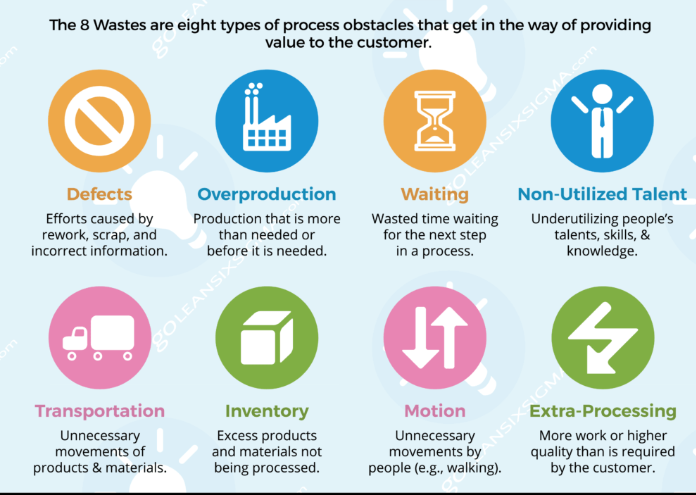 The 8 Wastes are eight types of process obstacles that get in the way of providing
value to the customer.
Defects
Efforts caused by
rework, scrap, and
incorrect information.
Overproduction
Production that is more
than needed or
before it is needed.
Waiting
Wasted time waiting
for the next step
in a process.
Non-Utilized Talent
Underutilizing people's
talents, skills, &
knowledge.
Transportation
Unnecessary
movements of
products & materials.
Inventory
Excess products
and materials not
being processed.
Motion
Unnecessary
movements by
people (e.g., walking).
Extra-Processing
More work or higher
quality than is required
by the customer.
goLEANSIXSIGMA.com